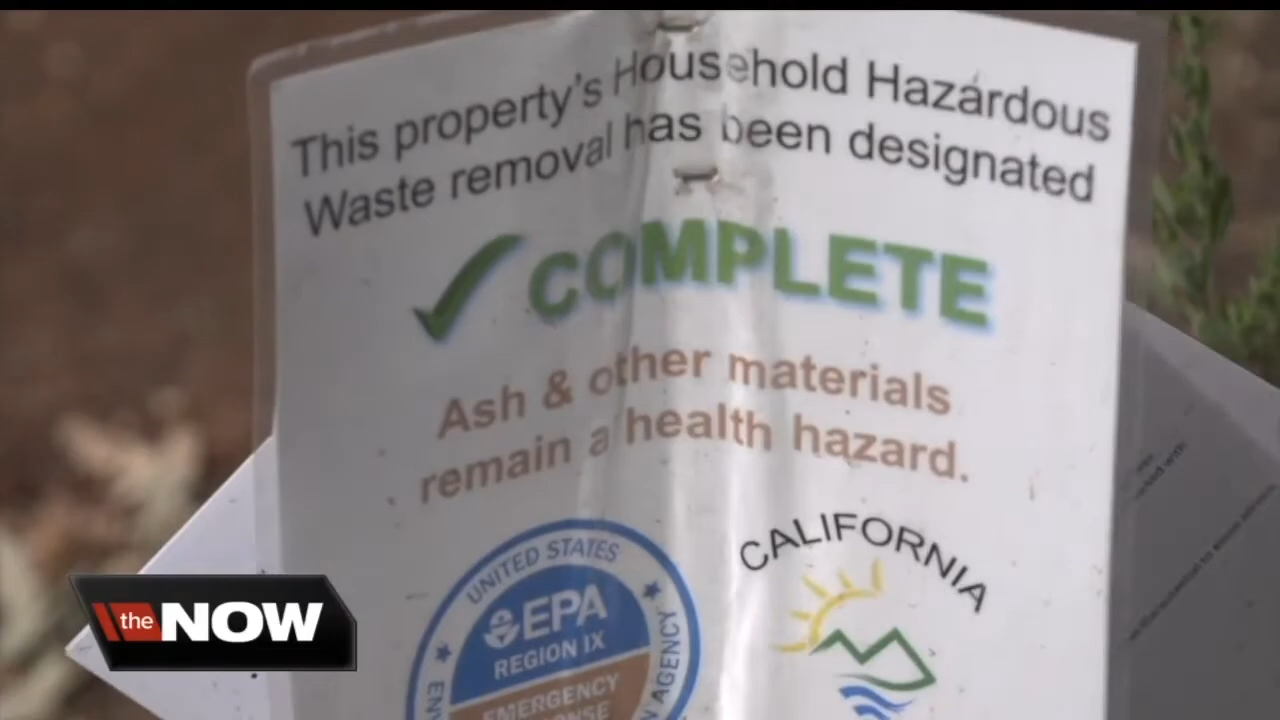 This property's Household Hazardous
Waste removal has been designated
COMPLETE
Ash & other materials
remain a health hazard.
UNITED STATES
EPA
REGION IX
EMERGENCY
AGENCY
CALIFORNIA
the NOW